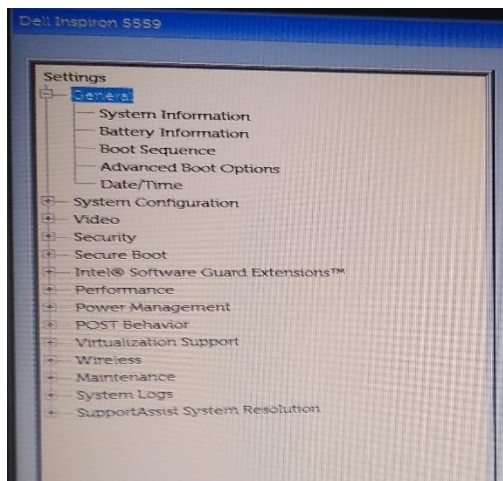 Dell Inspiron 5559
Settings
General
System Information
Battery Information
Boot Sequence
Advanced Boot Options
Date/Time
System Configuration
Video
Security
Secure Boot
Intel® Software Guard Extensions™
Performance
Power Management
POST Behavior
Virtualization Support
Wireless
Maintenance
System Logs
SupportAssist System Resolution